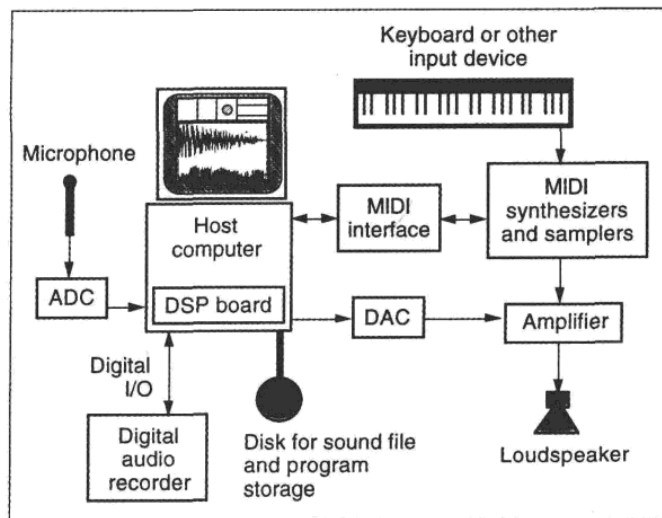 Keyboard or other
input device
Microphone
Host
computer
MIDI
interface
MIDI
synthesizers
and samplers
ADC
DSP board
DAC
Amplifier
Digital
I/O
Digital
audio
recorder
Disk for sound file
and program
storage
Loudspeaker